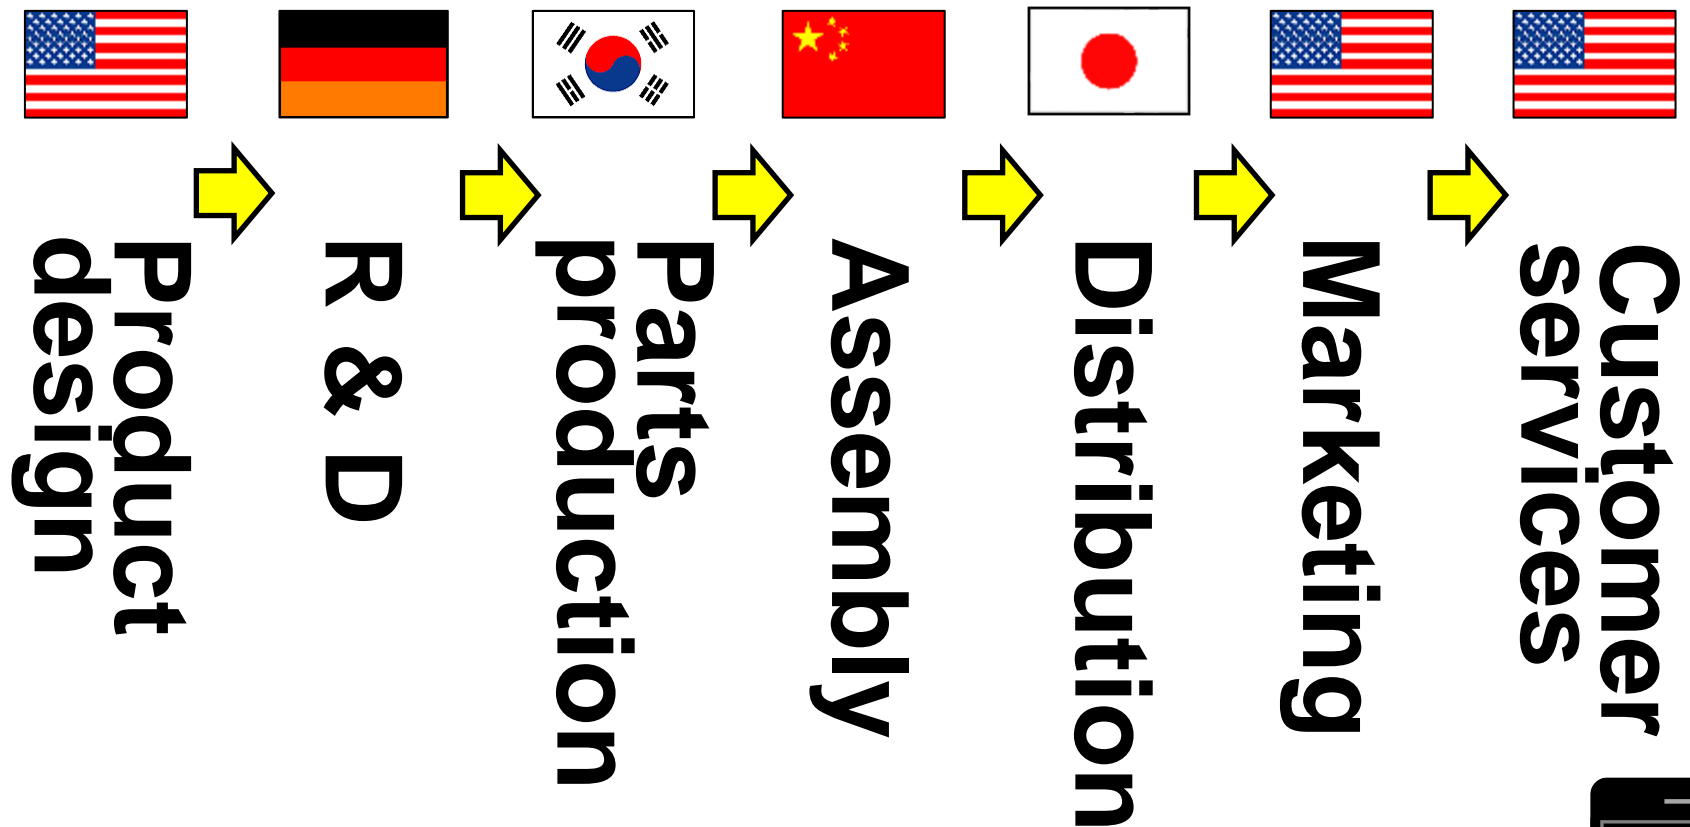 Product
design
R & D
Parts
production
Assembly
Distribution
Marketing
Customer
services